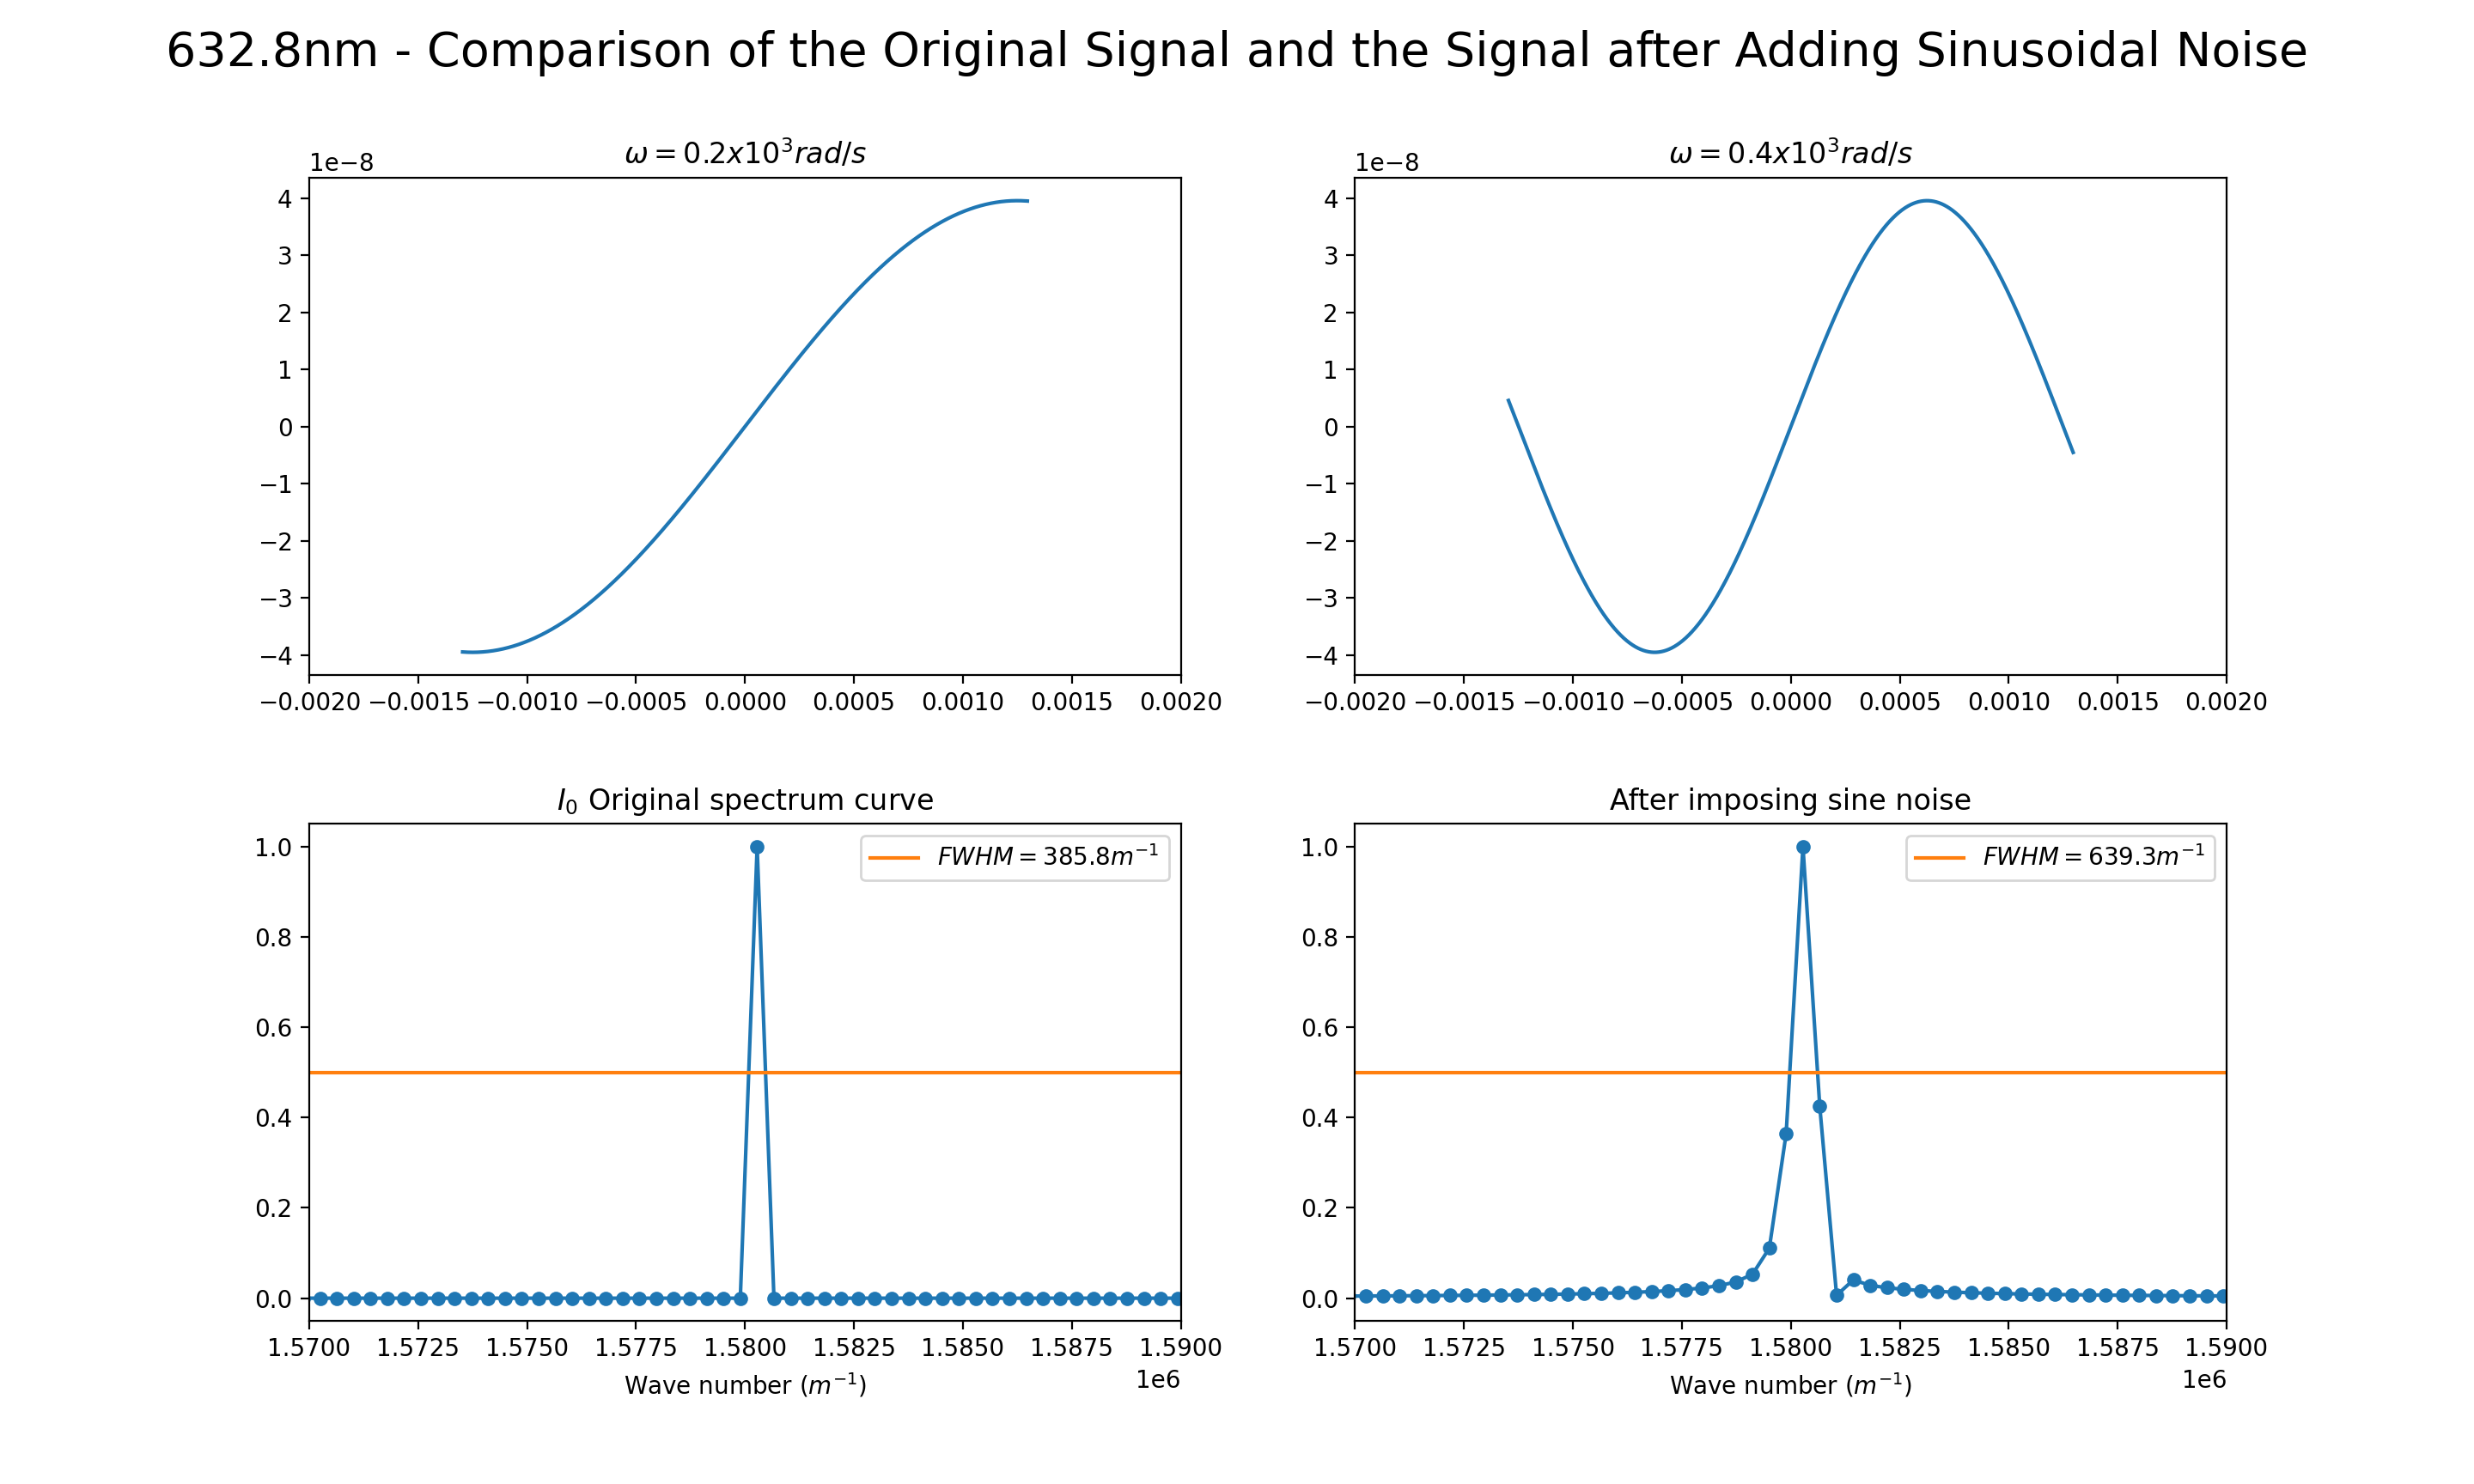 632.8nm - Comparison of the Original Signal and the Signal after Adding Sinusoidal Noise
ω = 0.2x10³rad/s
1e−8
4
3
2
1
0
−1
−2
−3
−4
−0.0020 −0.0015 −0.0010 −0.0005 0.0000 0.0005 0.0010 0.0015 0.0020
ω = 0.4x10³rad/s
1e−8
4
3
2
1
0
−1
−2
−3
−4
−0.0020 −0.0015 −0.0010 −0.0005 0.0000 0.0005 0.0010 0.0015 0.0020
I₀ Original spectrum curve
FWHM = 385.8m⁻¹
1.0
0.8
0.6
0.4
0.2
0.0
1.5700 1.5725 1.5750 1.5775 1.5800 1.5825 1.5850 1.5875 1.5900
1e6
Wave number (m⁻¹)
After imposing sine noise
FWHM = 639.3m⁻¹
1.0
0.8
0.6
0.4
0.2
0.0
1.5700 1.5725 1.5750 1.5775 1.5800 1.5825 1.5850 1.5875 1.5900
1e6
Wave number (m⁻¹)